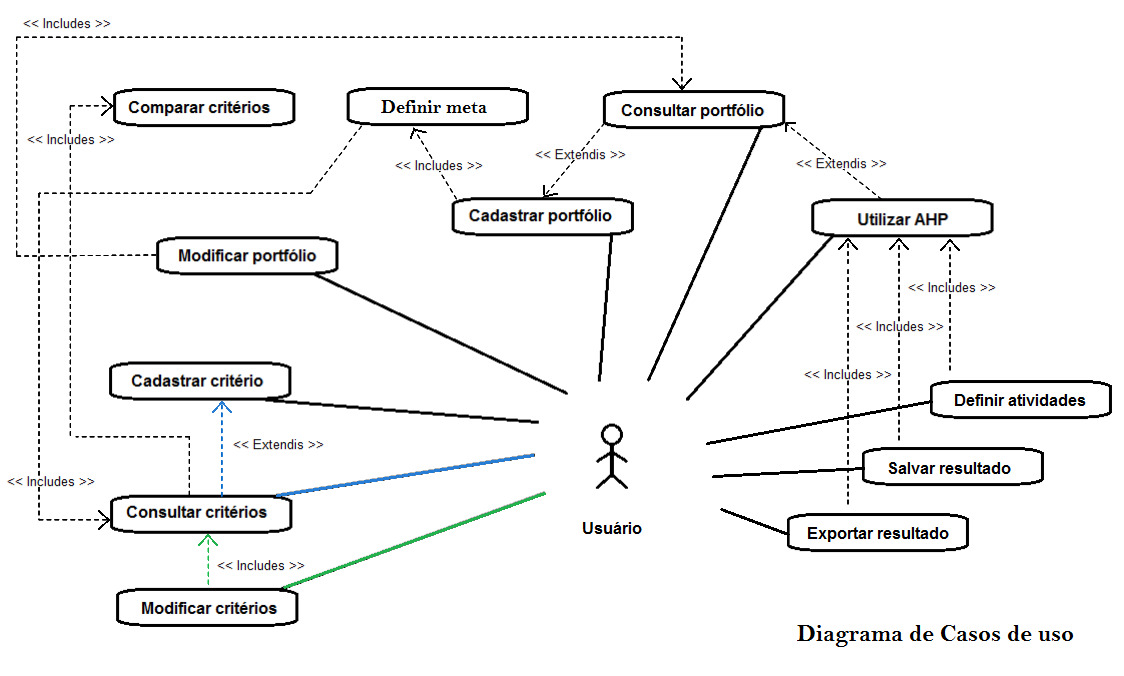 << Includes >>
Comparar critérios
Definir meta
Consultar portfólio
<< Includes >>
<< Extendis >>
<< Includes >>
<< Extendis >>
Cadastrar portfólio
Utilizar AHP
Modificar portfólio
<< Includes >>
<< Includes >>
<< Includes >>
Cadastrar critério
Definir atividades
<< Extendis >>
Salvar resultado
<< Includes >>
Consultar critérios
Usuário
Exportar resultado
<< Includes >>
Modificar critérios
Diagrama de Casos de uso